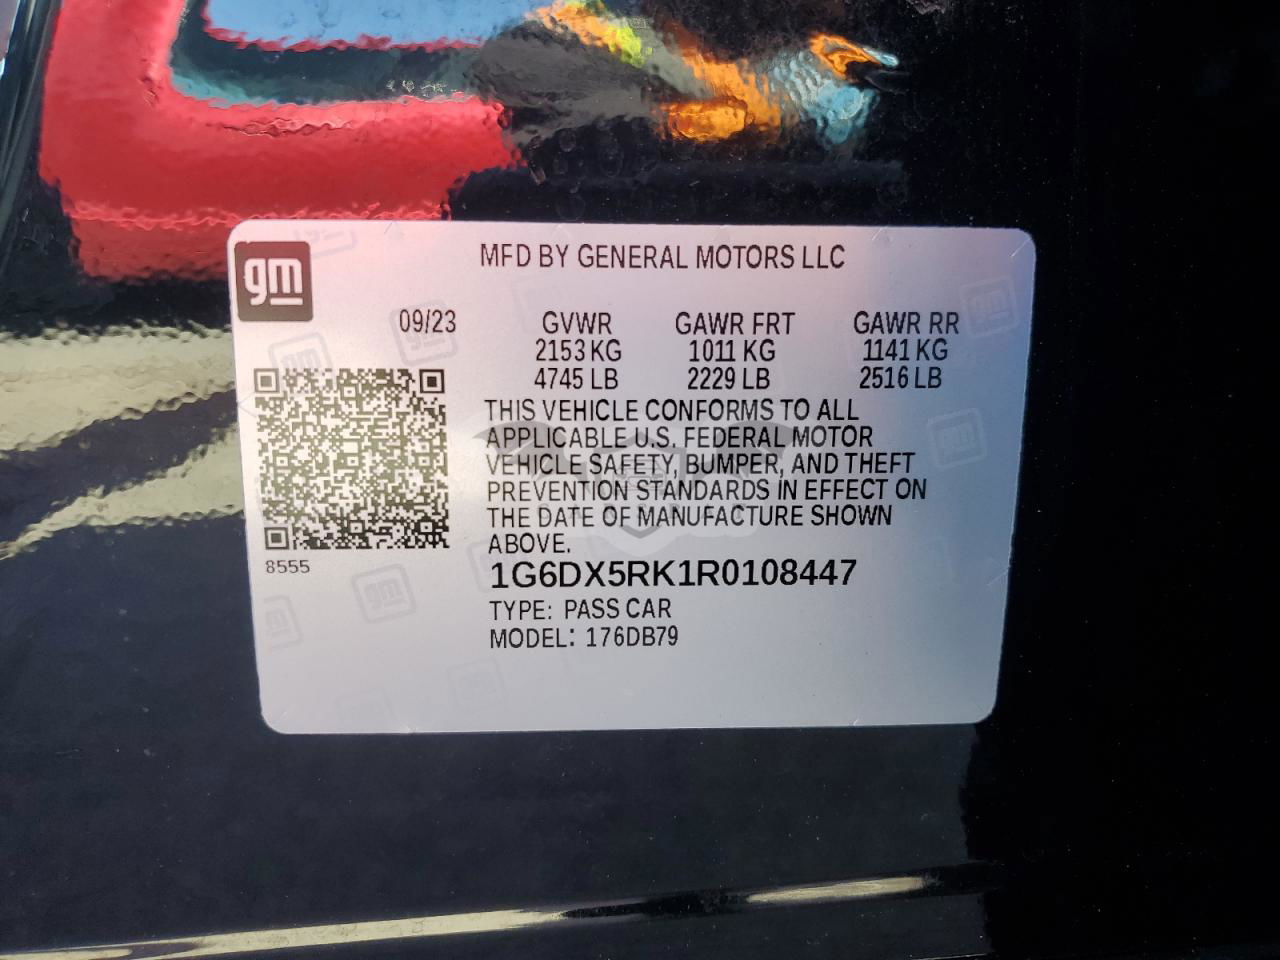 gm
MFD BY GENERAL MOTORS LLC
09/23
GVWR GAWR FRT GAWR RR
2153 KG 1011 KG 1141 KG
4745 LB 2229 LB 2516 LB
THIS VEHICLE CONFORMS TO ALL
APPLICABLE U.S. FEDERAL MOTOR
VEHICLE SAFETY, BUMPER, AND THEFT
PREVENTION STANDARDS IN EFFECT ON
THE DATE OF MANUFACTURE SHOWN
ABOVE.
8555
1G6DX5RK1R0108447
TYPE: PASS CAR
MODEL: 176DB79